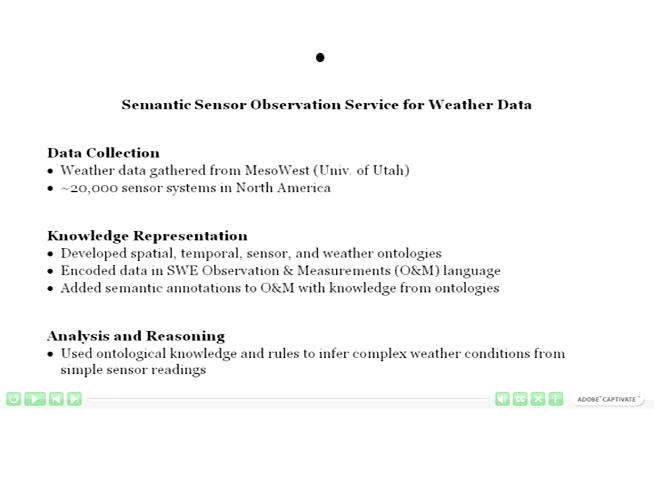 •
Semantic Sensor Observation Service for Weather Data
Data Collection
• Weather data gathered from MesoWest (Univ. of Utah)
• ~20,000 sensor systems in North America
Knowledge Representation
• Developed spatial, temporal, sensor, and weather ontologies
• Encoded data in SWE Observation & Measurements (O&M) language
• Added semantic annotations to O&M with knowledge from ontologies
Analysis and Reasoning
• Used ontological knowledge and rules to infer complex weather conditions from
simple sensor readings
CC
i
ADOBE™ CAPTIVATE™